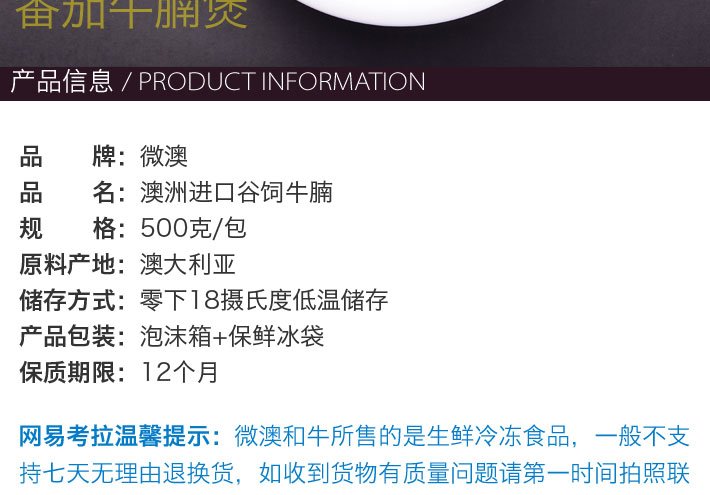 番茄牛腩煲
产品信息 / PRODUCT INFORMATION
品 牌：微澳
品 名：澳洲进口谷饲牛腩
规 格：500克/包
原料产地：澳大利亚
储存方式：零下18摄氏度低温储存
产品包装：泡沫箱+保鲜冰袋
保质期限：12个月
网易考拉温馨提示：微澳和牛所售的是生鲜冷冻食品，一般不支
持七天无理由退换货，如收到货物有质量问题请第一时间拍照联